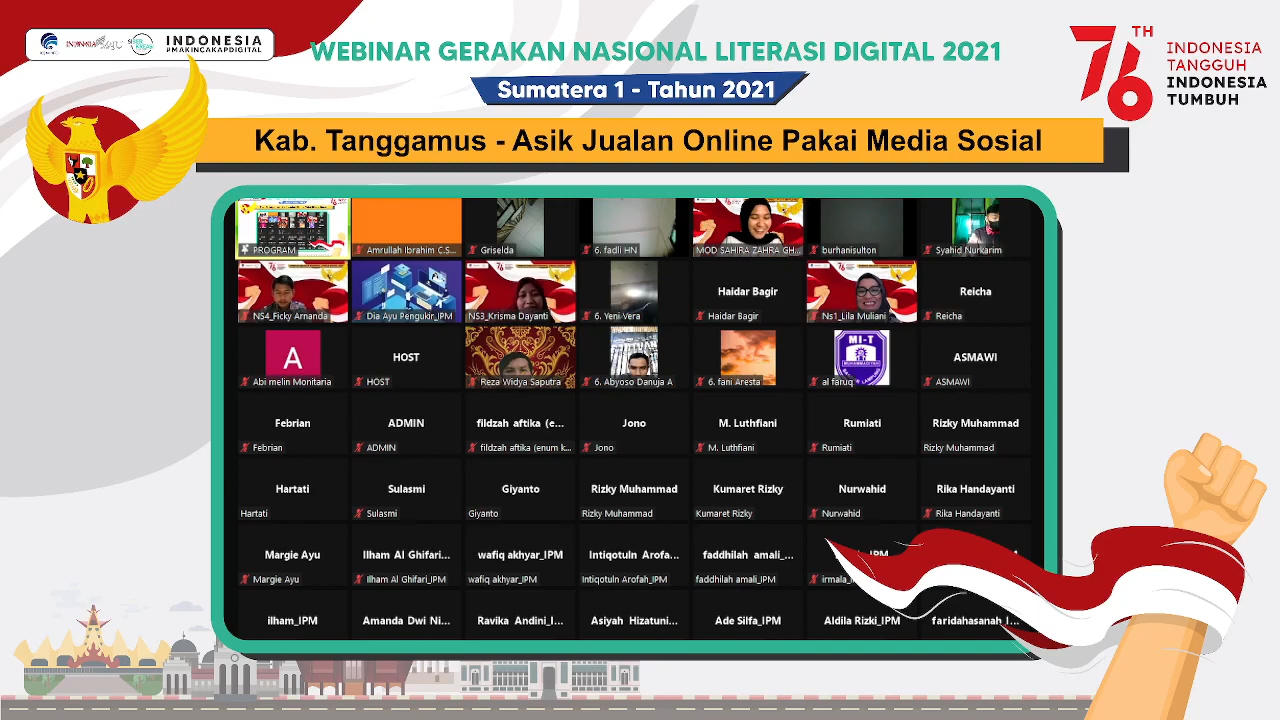 INDONESIA
#MAKINCAKAPDIGITAL
WEBINAR GERAKAN NASIONAL LITERASI DIGITAL 2021
Sumatera 1 - Tahun 2021
76 TH
INDONESIA
TANGGUH
INDONESIA
TUMBUH
Kab. Tanggamus - Asik Jualan Online Pakai Media Sosial
PROGRAM
Amrullah Ibrahim C.S...
Griselda
6. fadli HN
MOD SAHIRA ZAHRA GH...
burhanisulton
Syahid Nurkarim
NS4_Ficky Arnanda
Dia Ayu Pengukir_IPM
NS3_Krisma Dayanti
6. Yeni Vera
Haidar Bagir
Haidar Bagir
Ns1_Lila Muliani
Reicha
Reicha
A
Abi melin Monitaria
HOST
HOST
Reza Widya Saputra
6. Abyoso Danuja A
6. fani Aresta
MI-T
al faruq
ASMAWI
ASMAWI
Febrian
Febrian
ADMIN
ADMIN
fildzah aftika (e...
fildzah aftika (enum k...
Jono
Jono
M. Luthfiani
M. Luthfiani
Rumiati
Rumiati
Rizky Muhammad
Rizky Muhammad
Hartati
Hartati
Sulasmi
Sulasmi
Giyanto
Giyanto
Rizky Muhammad
Rizky Muhammad
Kumaret Rizky
Kumaret Rizky
Nurwahid
Nurwahid
Rika Handayanti
Rika Handayanti
Margie Ayu
Margie Ayu
Ilham Al Ghifari...
Ilham Al Ghifari_IPM
wafiq akhyar_IPM
wafiq akhyar_IPM
Intiqotuln Arofa...
Intiqotuln Arofah_IPM
faddhilah amali_...
faddhilah amali_IPM
ilham_IPM
Amanda Dwi Ni...
Ravika Andini_I...
Asiyah Hizatuni...
Ade Silfa_IPM
Aldila Rizki_IPM
faridahasanah_I...